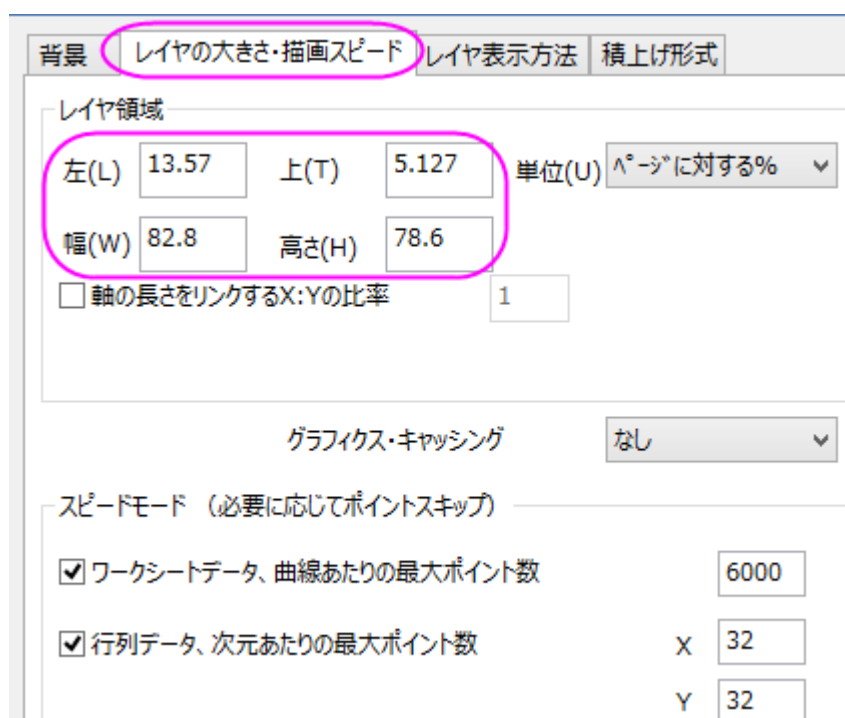 背景 レイヤの大きさ・描画スピード レイヤ表示方法 積上げ形式
レイヤ領域
左(L) 13.57 上(T) 5.127 単位(U) ﾍﾟｰｼﾞに対する%
幅(W) 82.8 高さ(H) 78.6
軸の長さをリンクするX:Yの比率 1
グラフィクス・キャッシング なし
スピードモード （必要に応じてポイントスキップ）
ワークシートデータ、曲線あたりの最大ポイント数 6000
行列データ、次元あたりの最大ポイント数 X 32
Y 32